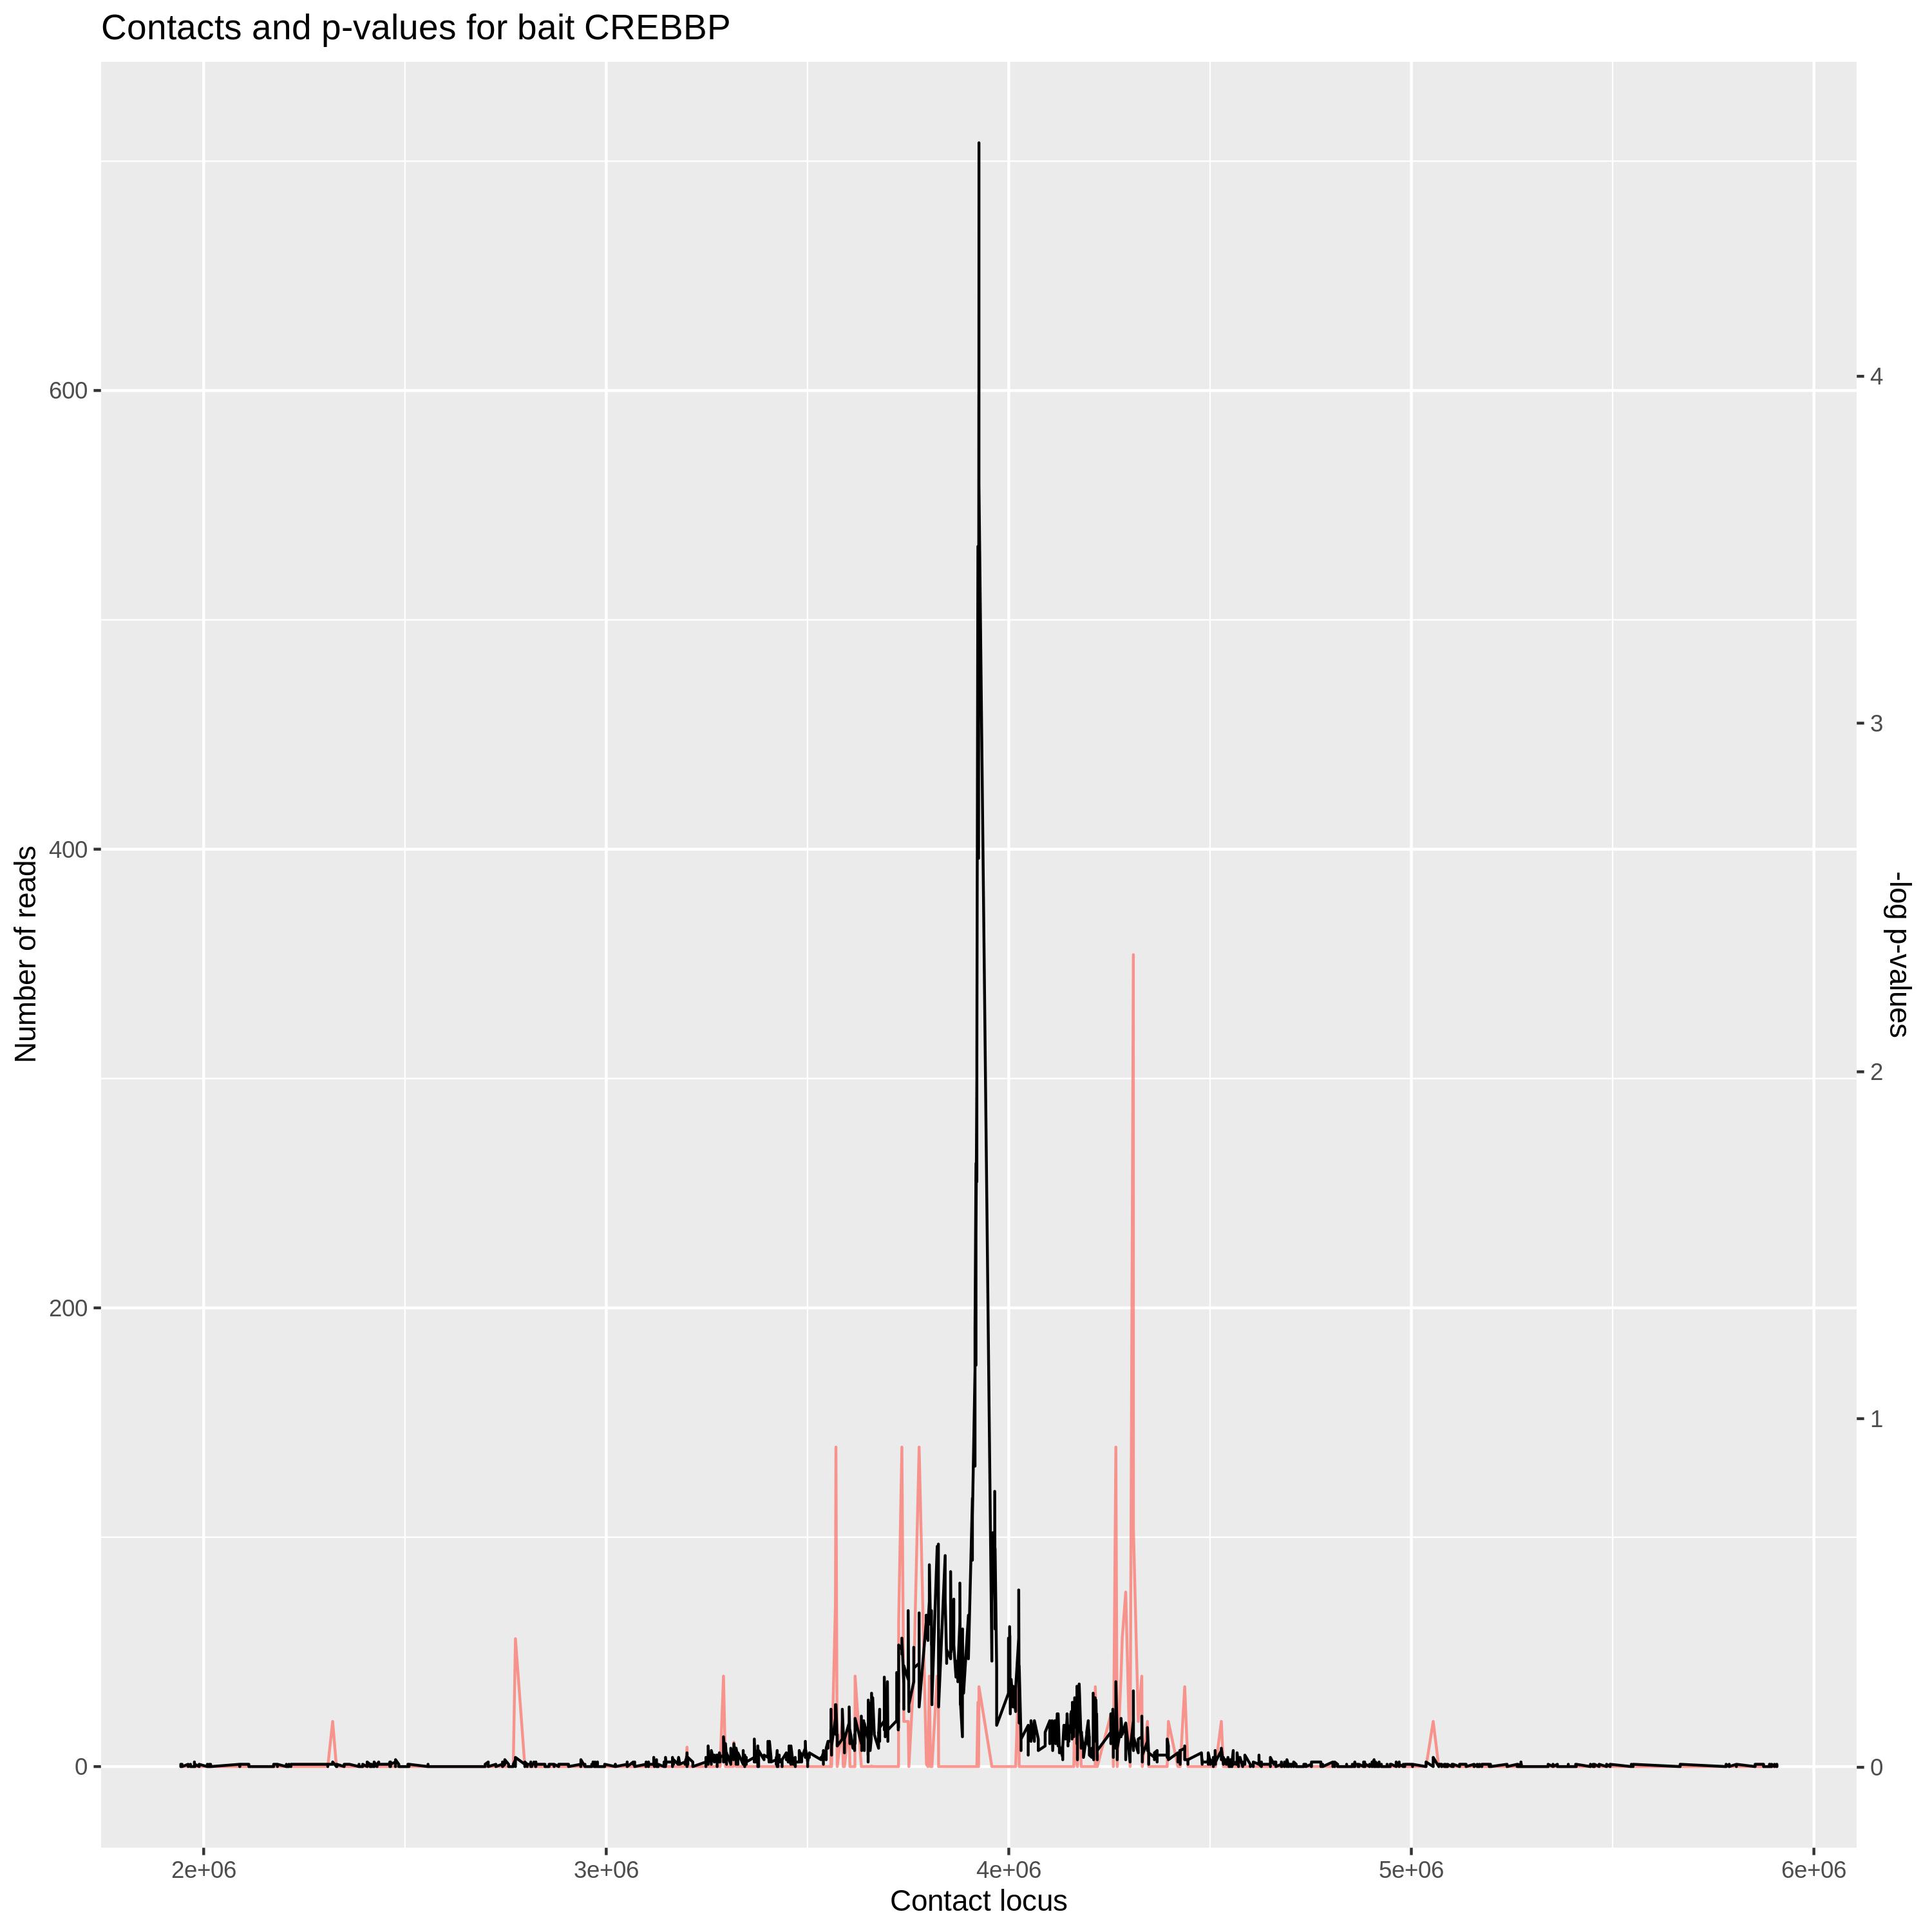 Contacts and p-values for bait CREBBP
Number of reads
600
400
200
0
-log p-values
4
3
2
1
0
2e+06 3e+06 4e+06 5e+06 6e+06
Contact locus